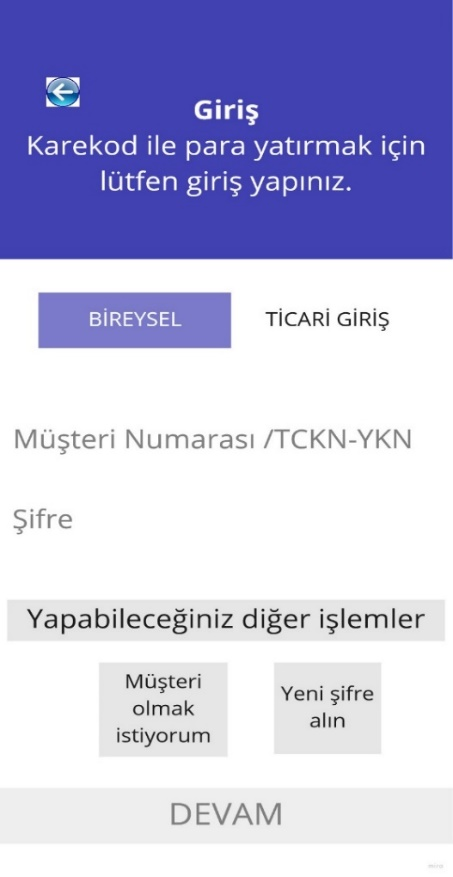 Giriş
Karekod ile para yatırmak için
lütfen giriş yapınız.
BİREYSEL
TİCARİ GİRİŞ
Müşteri Numarası /TCKN-YKN
Şifre
Yapabileceğiniz diğer işlemler
Müşteri
olmak
istiyorum
Yeni şifre
alın
DEVAM
miro